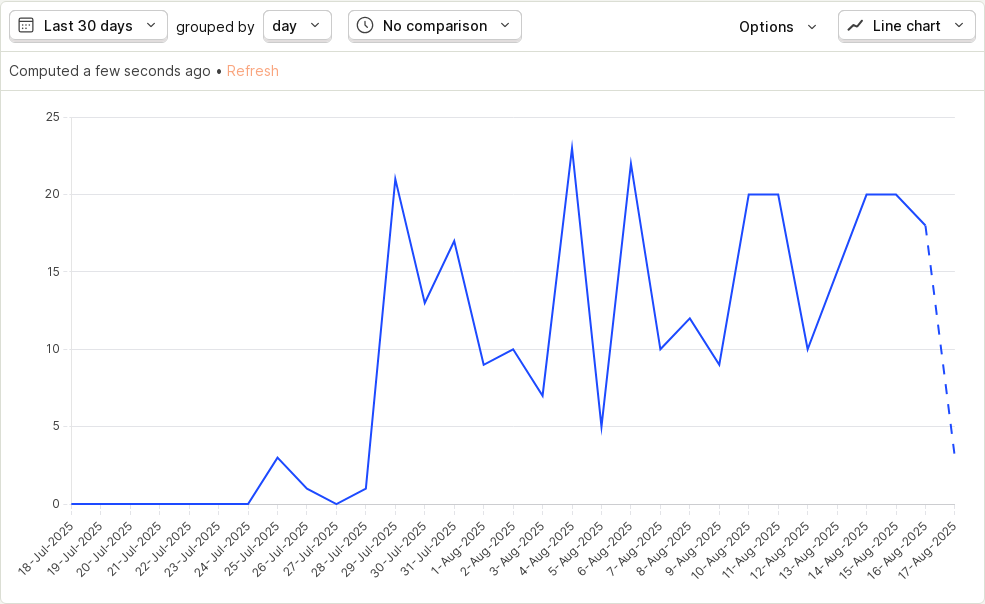 Last 30 days grouped by day No comparison Options Line chart
Computed a few seconds ago • Refresh
25
20
15
10
5
0
18-Jul-2025
19-Jul-2025
20-Jul-2025
21-Jul-2025
22-Jul-2025
23-Jul-2025
24-Jul-2025
25-Jul-2025
26-Jul-2025
27-Jul-2025
28-Jul-2025
29-Jul-2025
30-Jul-2025
31-Jul-2025
1-Aug-2025
2-Aug-2025
3-Aug-2025
4-Aug-2025
5-Aug-2025
6-Aug-2025
7-Aug-2025
8-Aug-2025
9-Aug-2025
10-Aug-2025
11-Aug-2025
12-Aug-2025
13-Aug-2025
14-Aug-2025
15-Aug-2025
16-Aug-2025
17-Aug-2025